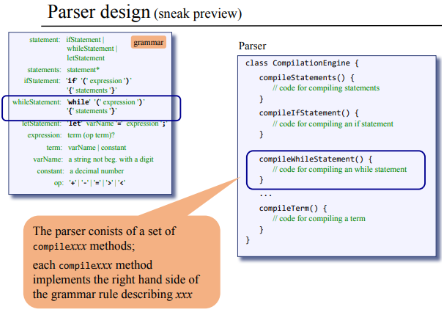 Parser design (sneak preview)
grammar
statement: ifStatement |
whileStatement |
letStatement
statements: statement*
ifStatement: 'if' '(' expression ')'
'{' statements '}'
whileStatement: 'while' '(' expression ')'
'{' statements '}'
letStatement: 'let' varName '=' expression ';'
expression: term (op term)?
term: varName | constant
varName: a string not beg. with a digit
constant: a decimal number
op: '+' | '-' | '=' | '>' | '<'
Parser
class CompilationEngine {
compileStatements() {
// code for compiling statements
}
compileIfStatement() {
// code for compiling an if statement
}
compileWhileStatement() {
// code for compiling an while statement
}
...
compileTerm() {
// code for compiling a term
}
}
The parser conists of a set of
compilexxx methods;
each compilexxx method
implements the right hand side of
the grammar rule describing xxx